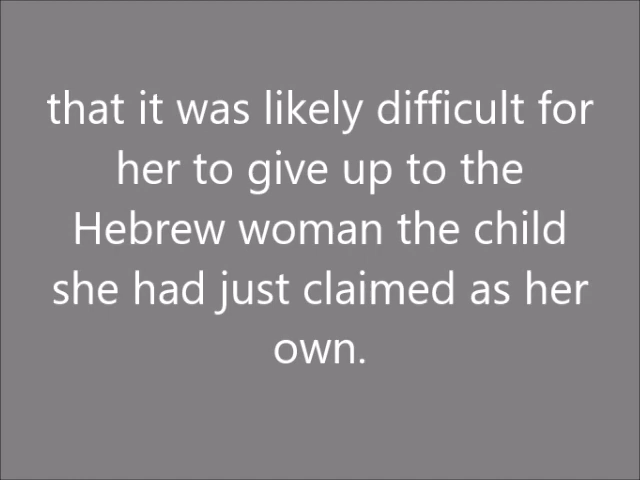 that it was likely difficult for
her to give up to the
Hebrew woman the child
she had just claimed as her
own.